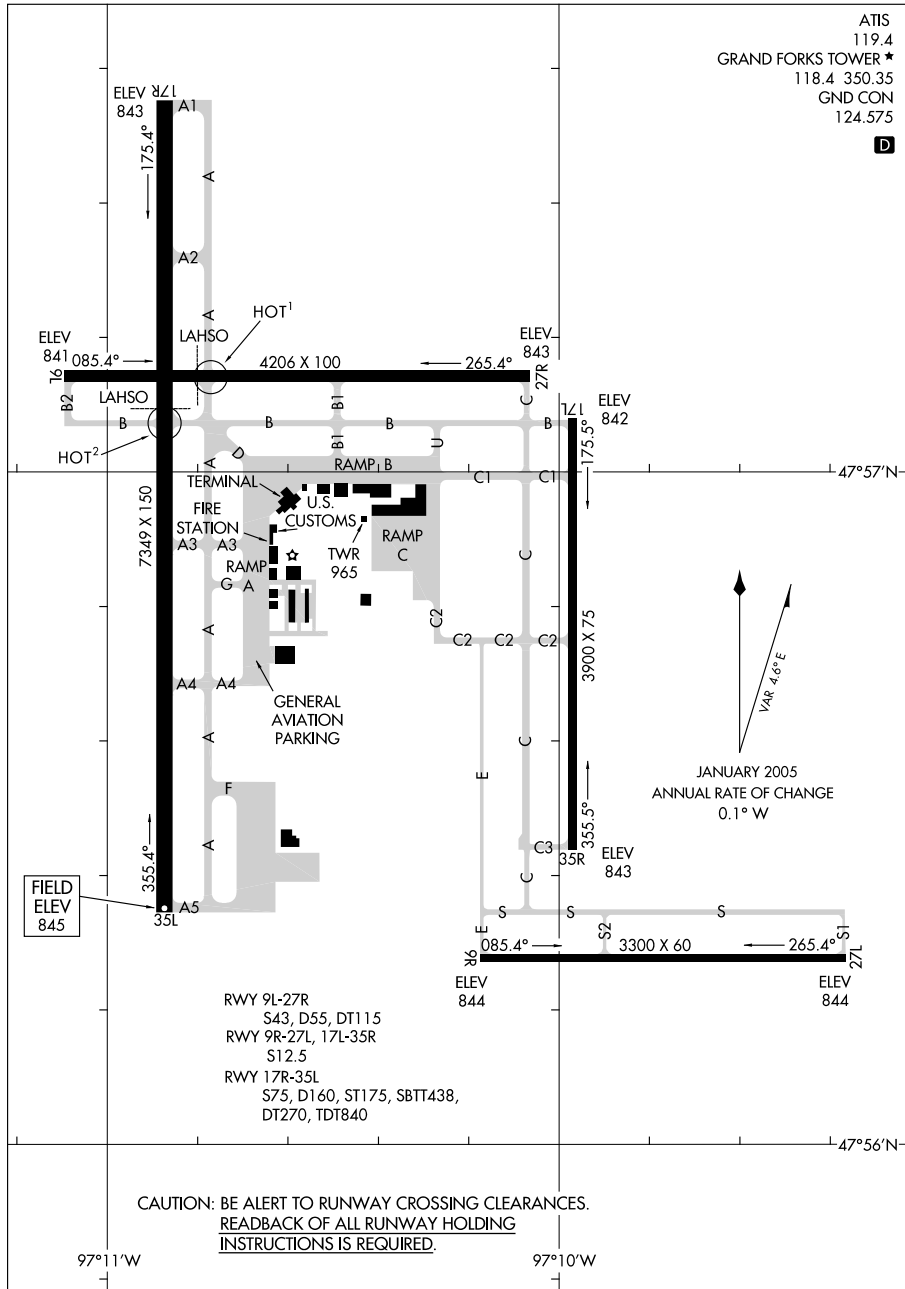 ATIS
119.4
GRAND FORKS TOWER ★
118.4 350.35
GND CON
124.575
D
ELEV
843
17R
A1
175.4°
A
A2
A
HOT1
LAHSO
ELEV
841
085.4°
4206 X 100
265.4°
ELEV
843
9L
27R
LAHSO
B2
B
B
B1
B
C
B
17L
ELEV
842
HOT2
D
B1
U
175.5°
A
RAMP B
C1
C1
47°57'N
TERMINAL
U.S.
CUSTOMS
FIRE
STATION
7349 X 150
A3
A3
RAMP
A
G
TWR
965
RAMP
C
C
A
C2
C2
C2
C2
3900 X 75
A4
A4
GENERAL
AVIATION
PARKING
A
C
E
VAR 4.6° E
JANUARY 2005
ANNUAL RATE OF CHANGE
0.1° W
F
355.4°
A
355.5°
C3
35R
ELEV
843
C
FIELD
ELEV
845
A5
35L
S
S
S
E
S2
S1
9R
085.4°
3300 X 60
265.4°
27L
ELEV
844
ELEV
844
RWY 9L-27R
S43, D55, DT115
RWY 9R-27L, 17L-35R
S12.5
RWY 17R-35L
S75, D160, ST175, SBTT438,
DT270, TDT840
47°56'N
CAUTION: BE ALERT TO RUNWAY CROSSING CLEARANCES.
READBACK OF ALL RUNWAY HOLDING
INSTRUCTIONS IS REQUIRED.
97°11'W
97°10'W